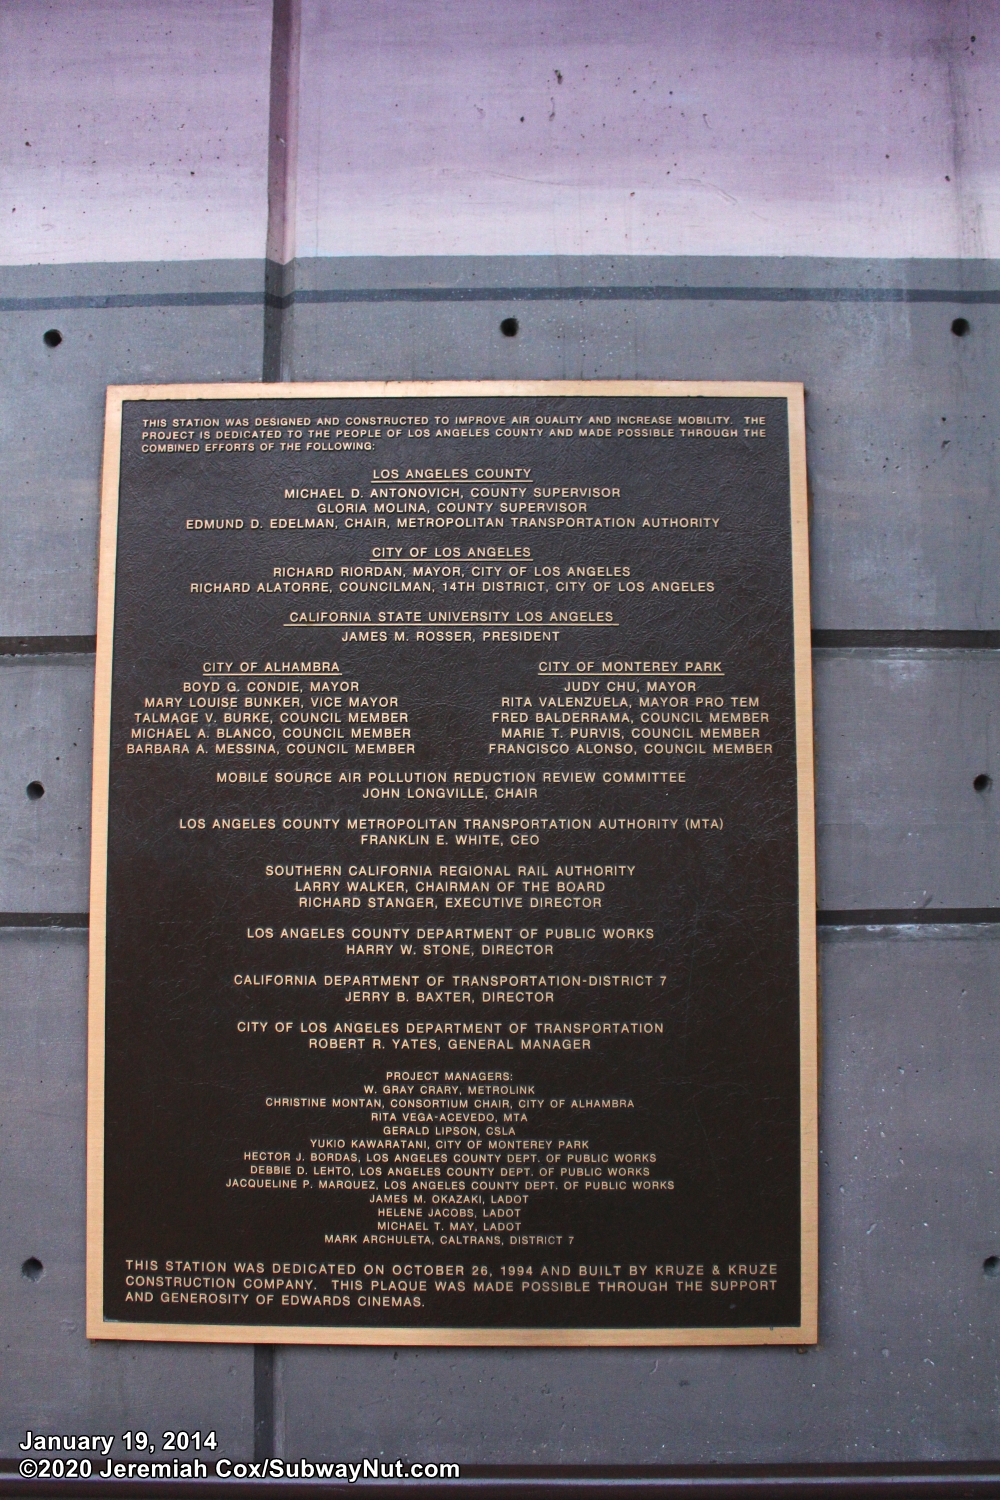 THIS STATION WAS DESIGNED AND CONSTRUCTED TO IMPROVE AIR QUALITY AND INCREASE MOBILITY. THE
PROJECT IS DEDICATED TO THE PEOPLE OF LOS ANGELES COUNTY AND MADE POSSIBLE THROUGH THE
COMBINED EFFORTS OF THE FOLLOWING:
LOS ANGELES COUNTY
MICHAEL D. ANTONOVICH, COUNTY SUPERVISOR
GLORIA MOLINA, COUNTY SUPERVISOR
EDMUND D. EDELMAN, CHAIR, METROPOLITAN TRANSPORTATION AUTHORITY
CITY OF LOS ANGELES
RICHARD RIORDAN, MAYOR, CITY OF LOS ANGELES
RICHARD ALATORRE, COUNCILMAN, 14TH DISTRICT, CITY OF LOS ANGELES
CALIFORNIA STATE UNIVERSITY LOS ANGELES
JAMES M. ROSSER, PRESIDENT
CITY OF ALHAMBRA
BOYD G. CONDIE, MAYOR
MARY LOUISE BUNKER, VICE MAYOR
TALMAGE V. BURKE, COUNCIL MEMBER
MICHAEL A. BLANCO, COUNCIL MEMBER
BARBARA A. MESSINA, COUNCIL MEMBER
CITY OF MONTEREY PARK
JUDY CHU, MAYOR
RITA VALENZUELA, MAYOR PRO TEM
FRED BALDERRAMA, COUNCIL MEMBER
MARIE T. PURVIS, COUNCIL MEMBER
FRANCISCO ALONSO, COUNCIL MEMBER
MOBILE SOURCE AIR POLLUTION REDUCTION REVIEW COMMITTEE
JOHN LONGVILLE, CHAIR
LOS ANGELES COUNTY METROPOLITAN TRANSPORTATION AUTHORITY (MTA)
FRANKLIN E. WHITE, CEO
SOUTHERN CALIFORNIA REGIONAL RAIL AUTHORITY
LARRY WALKER, CHAIRMAN OF THE BOARD
RICHARD STANGER, EXECUTIVE DIRECTOR
LOS ANGELES COUNTY DEPARTMENT OF PUBLIC WORKS
HARRY W. STONE, DIRECTOR
CALIFORNIA DEPARTMENT OF TRANSPORTATION-DISTRICT 7
JERRY B. BAXTER, DIRECTOR
CITY OF LOS ANGELES DEPARTMENT OF TRANSPORTATION
ROBERT R. YATES, GENERAL MANAGER
PROJECT MANAGERS:
W. GRAY CRARY, METROLINK
CHRISTINE MONTAN, CONSORTIUM CHAIR, CITY OF ALHAMBRA
RITA VEGA-ACEVEDO, MTA
GERALD LIPSON, CSLA
YUKIO KAWARATANI, CITY OF MONTEREY PARK
HECTOR J. BORDAS, LOS ANGELES COUNTY DEPT. OF PUBLIC WORKS
DEBBIE D. LEHTO, LOS ANGELES COUNTY DEPT. OF PUBLIC WORKS
JACQUELINE P. MARQUEZ, LOS ANGELES COUNTY DEPT. OF PUBLIC WORKS
JAMES M. OKAZAKI, LADOT
HELENE JACOBS, LADOT
MICHAEL T. MAY, LADOT
MARK ARCHULETA, CALTRANS, DISTRICT 7
THIS STATION WAS DEDICATED ON OCTOBER 26, 1994 AND BUILT BY KRUZE & KRUZE
CONSTRUCTION COMPANY. THIS PLAQUE WAS MADE POSSIBLE THROUGH THE SUPPORT
AND GENEROSITY OF EDWARDS CINEMAS.
January 19, 2014
©2020 Jeremiah Cox/SubwayNut.com